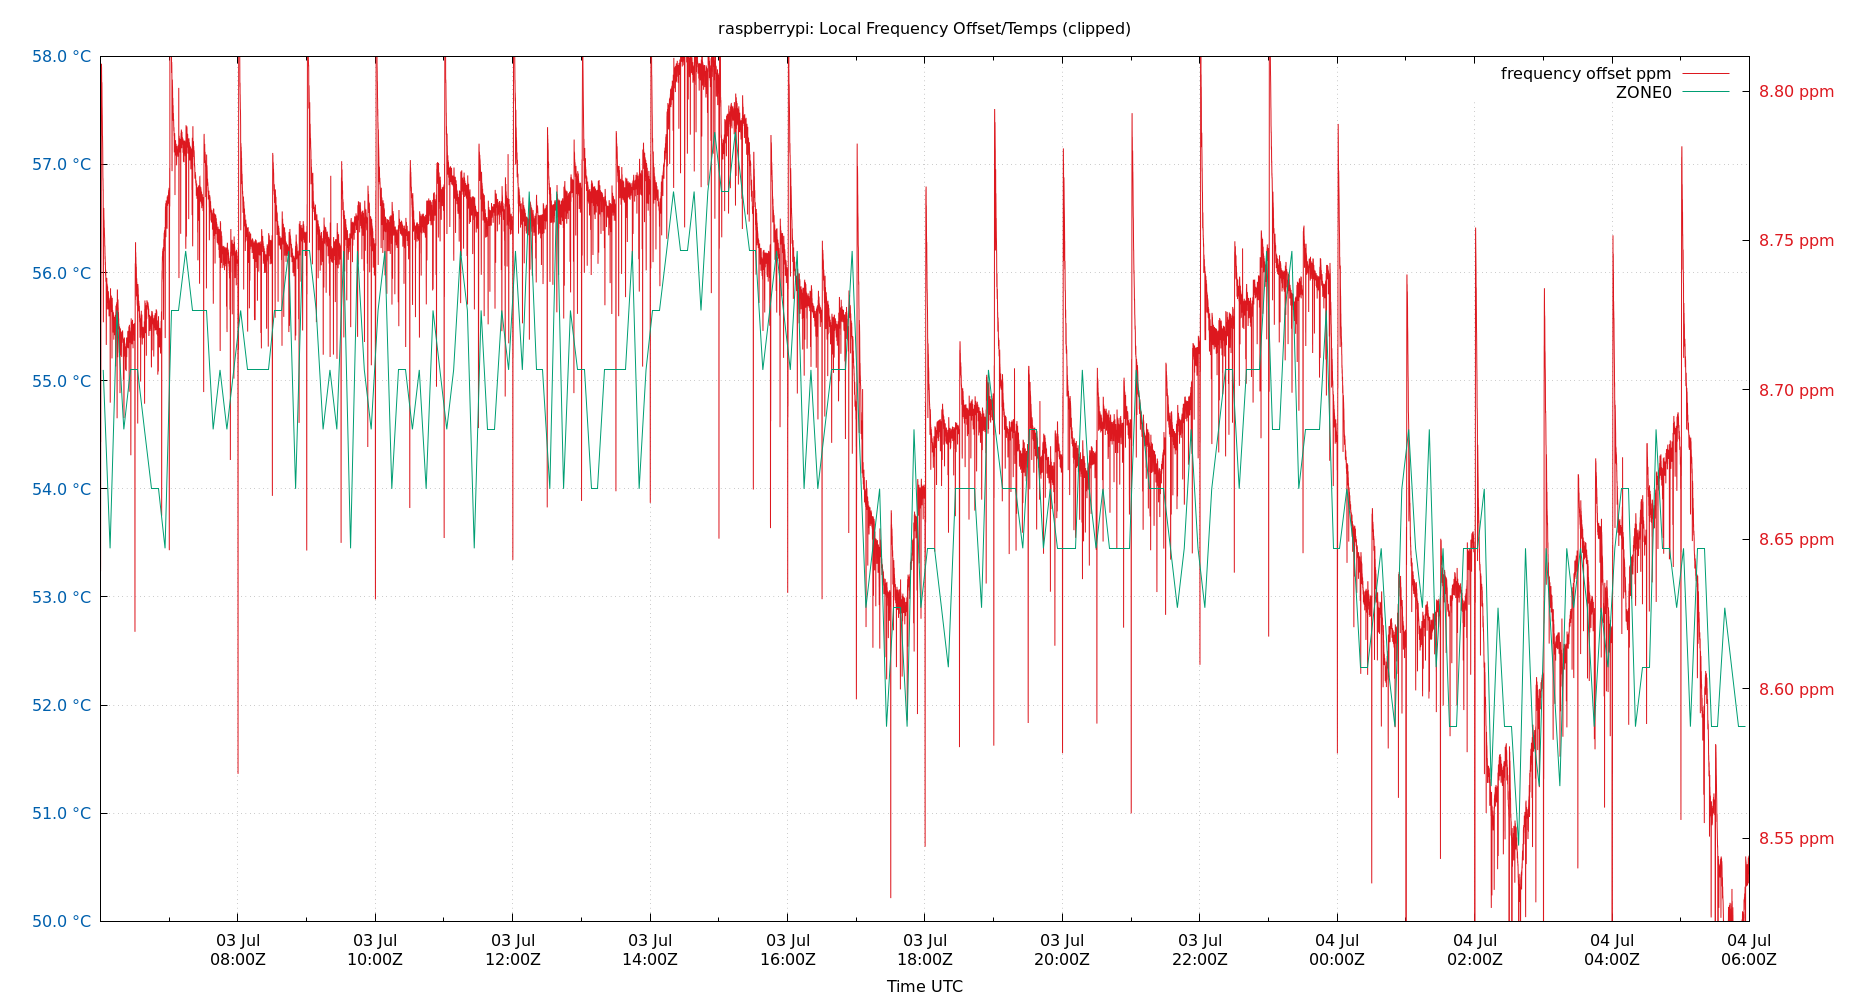 raspberrypi: Local Frequency Offset/Temps (clipped)
frequency offset ppm
ZONE0
58.0 °C
57.0 °C
56.0 °C
55.0 °C
54.0 °C
53.0 °C
52.0 °C
51.0 °C
50.0 °C
8.80 ppm
8.75 ppm
8.70 ppm
8.65 ppm
8.60 ppm
8.55 ppm
03 Jul
08:00Z
03 Jul
10:00Z
03 Jul
12:00Z
03 Jul
14:00Z
03 Jul
16:00Z
03 Jul
18:00Z
03 Jul
20:00Z
03 Jul
22:00Z
04 Jul
00:00Z
04 Jul
02:00Z
04 Jul
04:00Z
04 Jul
06:00Z
Time UTC